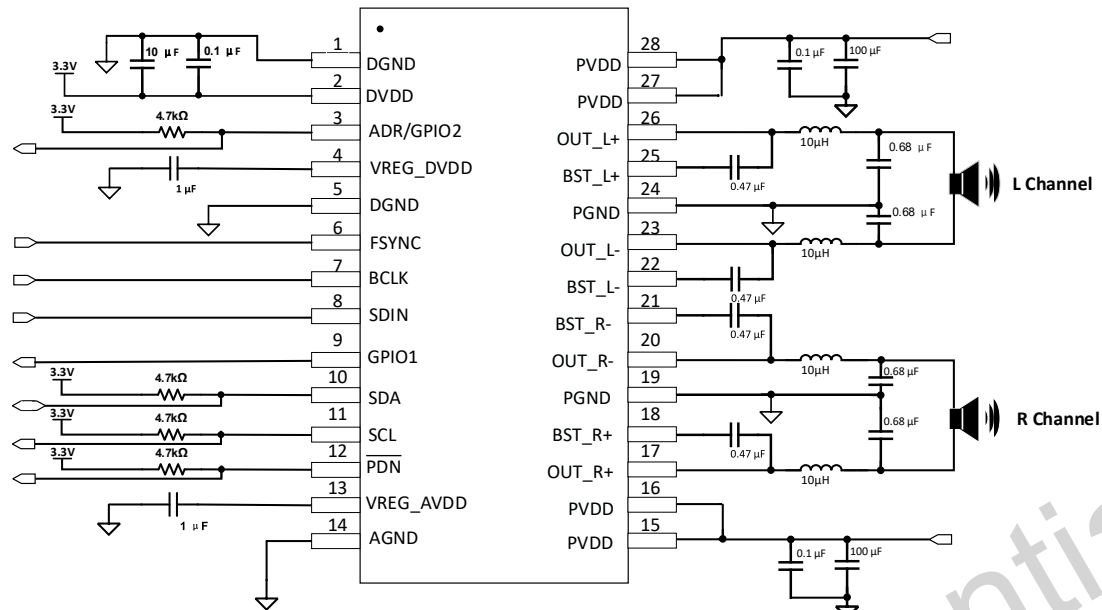 10 μF 0.1 μF
3.3V
1 DGND
2 DVDD
3.3V
4.7kΩ
3 ADR/GPIO2
4 VREG_DVDD
1 μF
5 DGND
6 FSYNC
7 BCLK
8 SDIN
9 GPIO1
3.3V
4.7kΩ
10 SDA
3.3V
4.7kΩ
11 SCL
3.3V
4.7kΩ
12 PDN
13 VREG_AVDD
1 μF
14 AGND
28 PVDD
0.1 μF 100 μF
27 PVDD
26 OUT_L+
10μH
0.68 μF
25 BST_L+
0.47 μF
L Channel
24 PGND
0.68 μF
23 OUT_L-
10μH
22 BST_L-
0.47 μF
21 BST_R-
0.47 μF
20 OUT_R-
10μH
0.68 μF
19 PGND
R Channel
0.68 μF
18 BST_R+
0.47 μF
17 OUT_R+
10μH
16 PVDD
15 PVDD
0.1 μF 100 μF